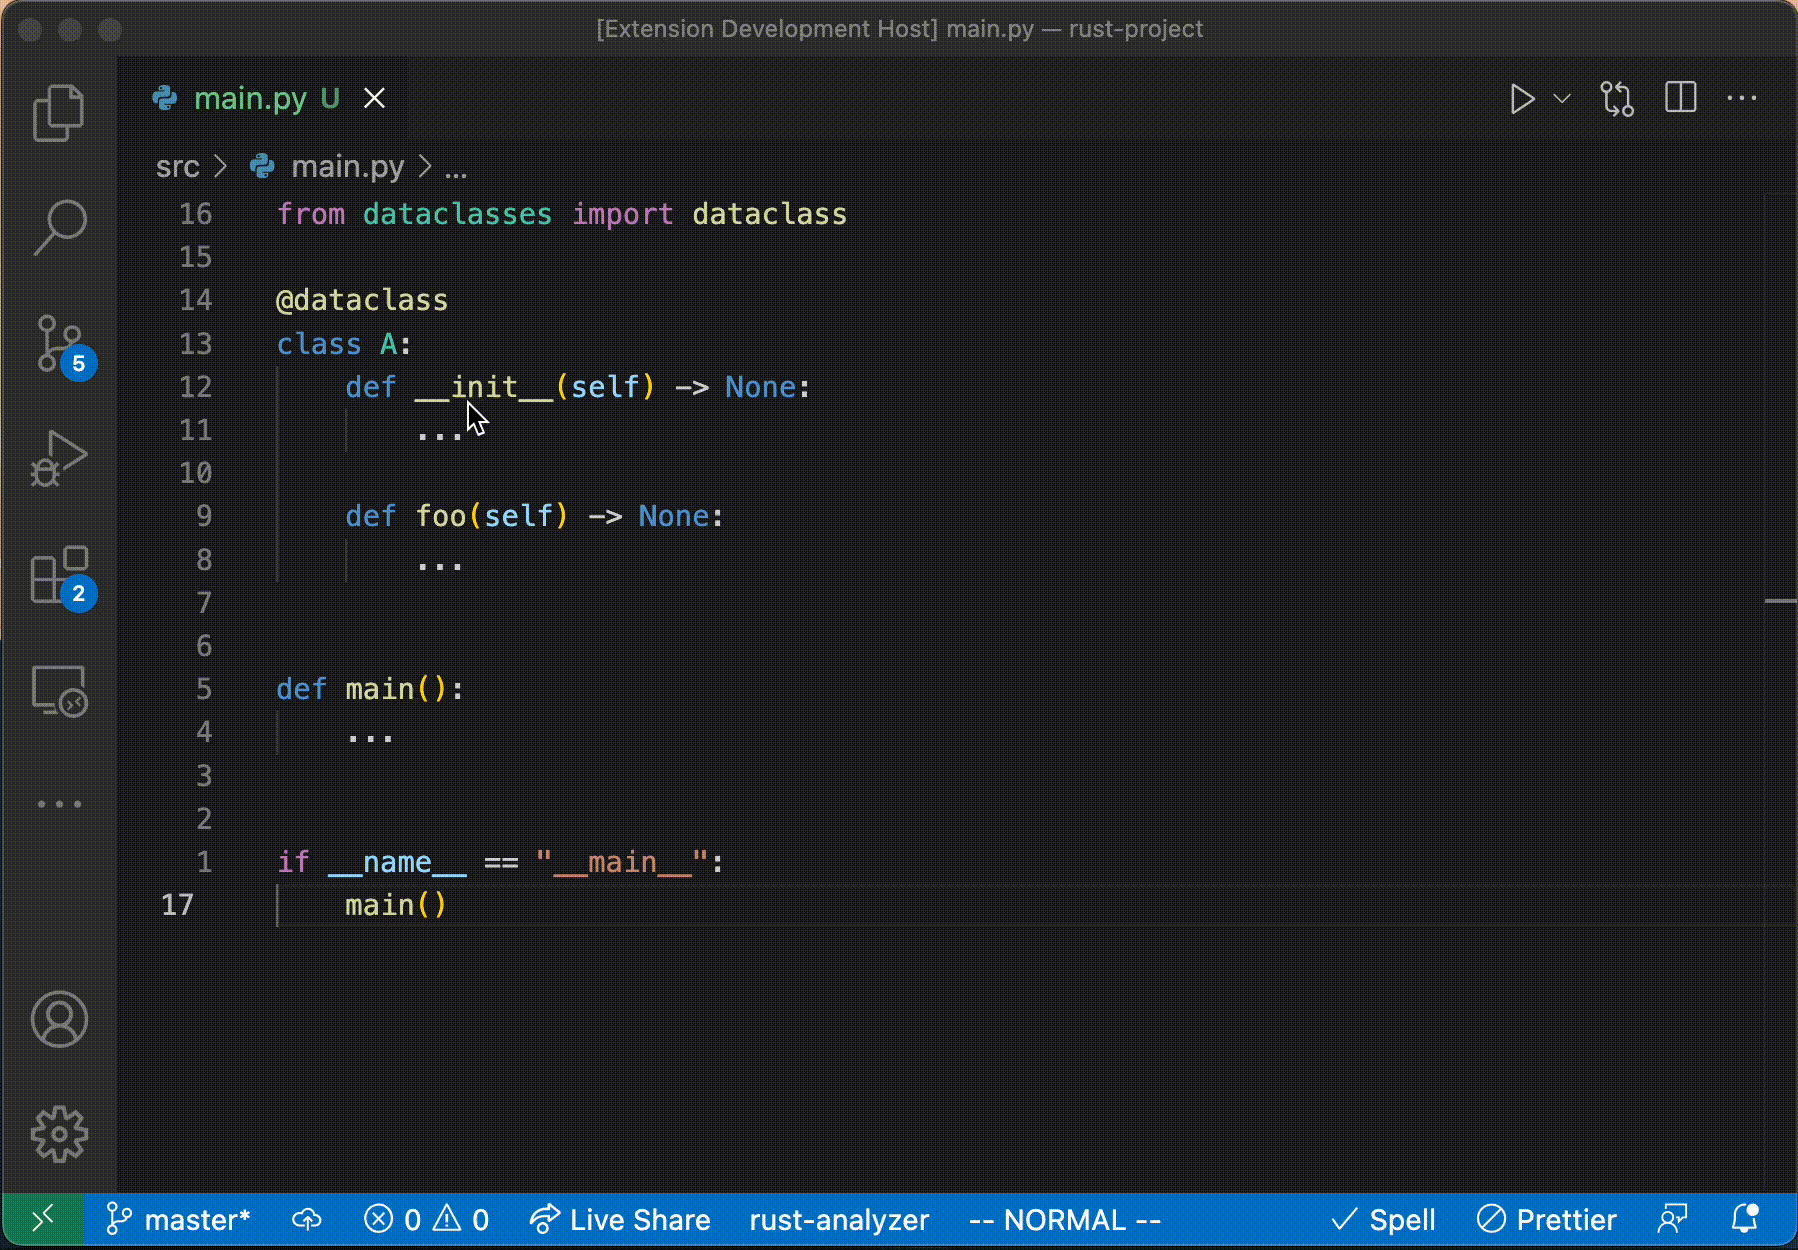 [Extension Development Host] main.py — rust-project
main.py U
src > main.py > ...
16 from dataclasses import dataclass
15
14 @dataclass
13 class A:
12     def __init__(self) -> None:
11         ...
10
9     def foo(self) -> None:
8         ...
7
6
5 def main():
4     ...
3
2
1 if __name__ == "__main__":
17     main()
5
2
master* 0 0 Live Share rust-analyzer -- NORMAL -- Spell Prettier